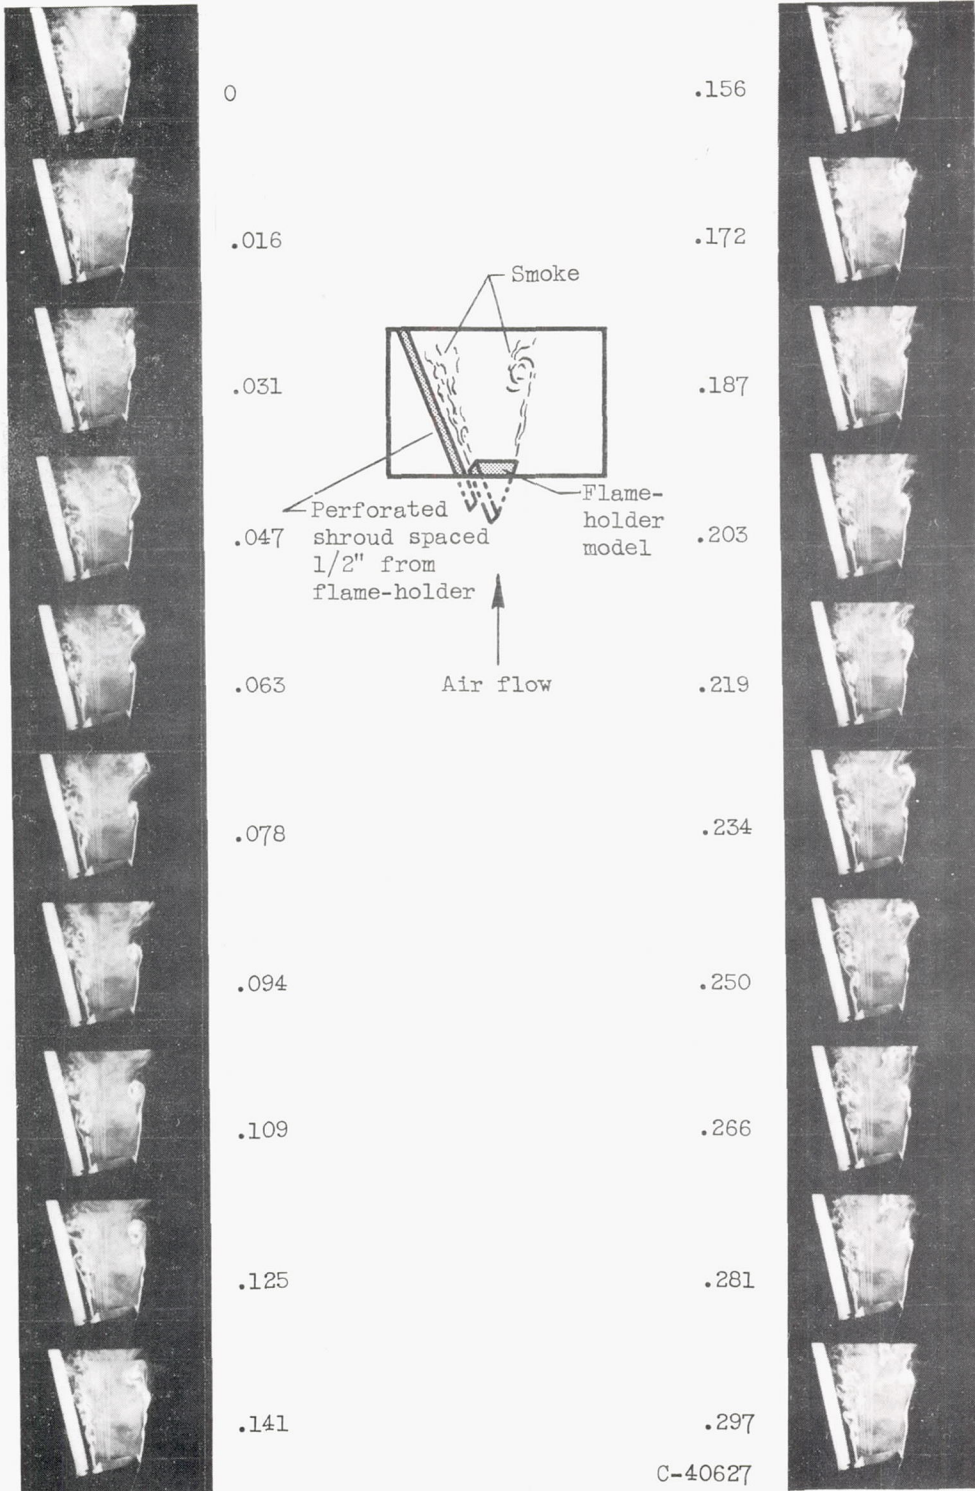 0
.016
.031
.047
.063
.078
.094
.109
.125
.141
Smoke
Perforated
shroud spaced
1/2" from
flame-holder
Flame-
holder
model
Air flow
.156
.172
.187
.203
.219
.234
.250
.266
.281
.297
C-40627